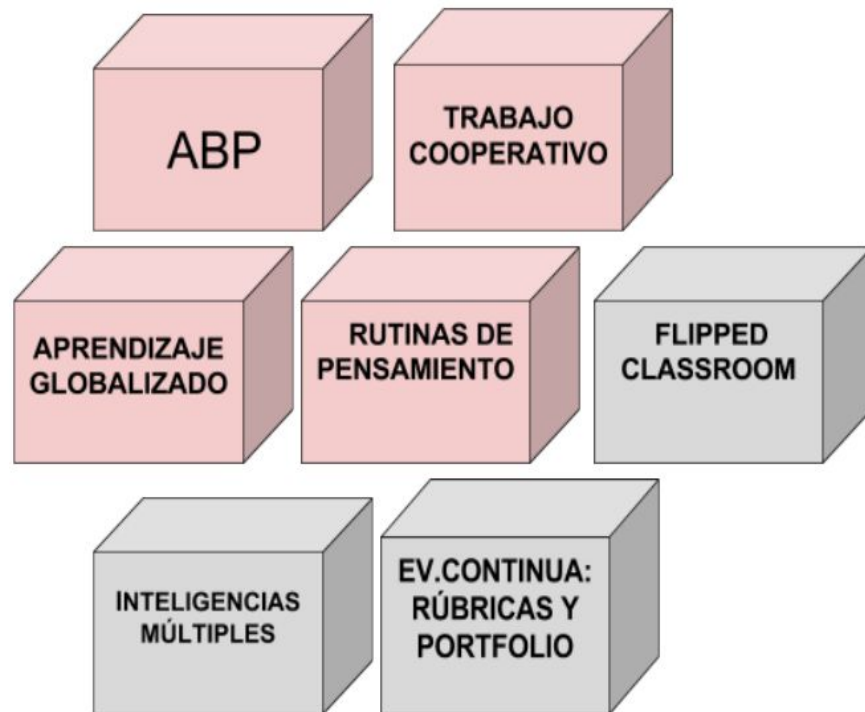 ABP
TRABAJO
COOPERATIVO
APRENDIZAJE
GLOBALIZADO
RUTINAS DE
PENSAMIENTO
FLIPPED
CLASSROOM
INTELIGENCIAS
MÚLTIPLES
EV.CONTINUA:
RÚBRICAS Y
PORTFOLIO